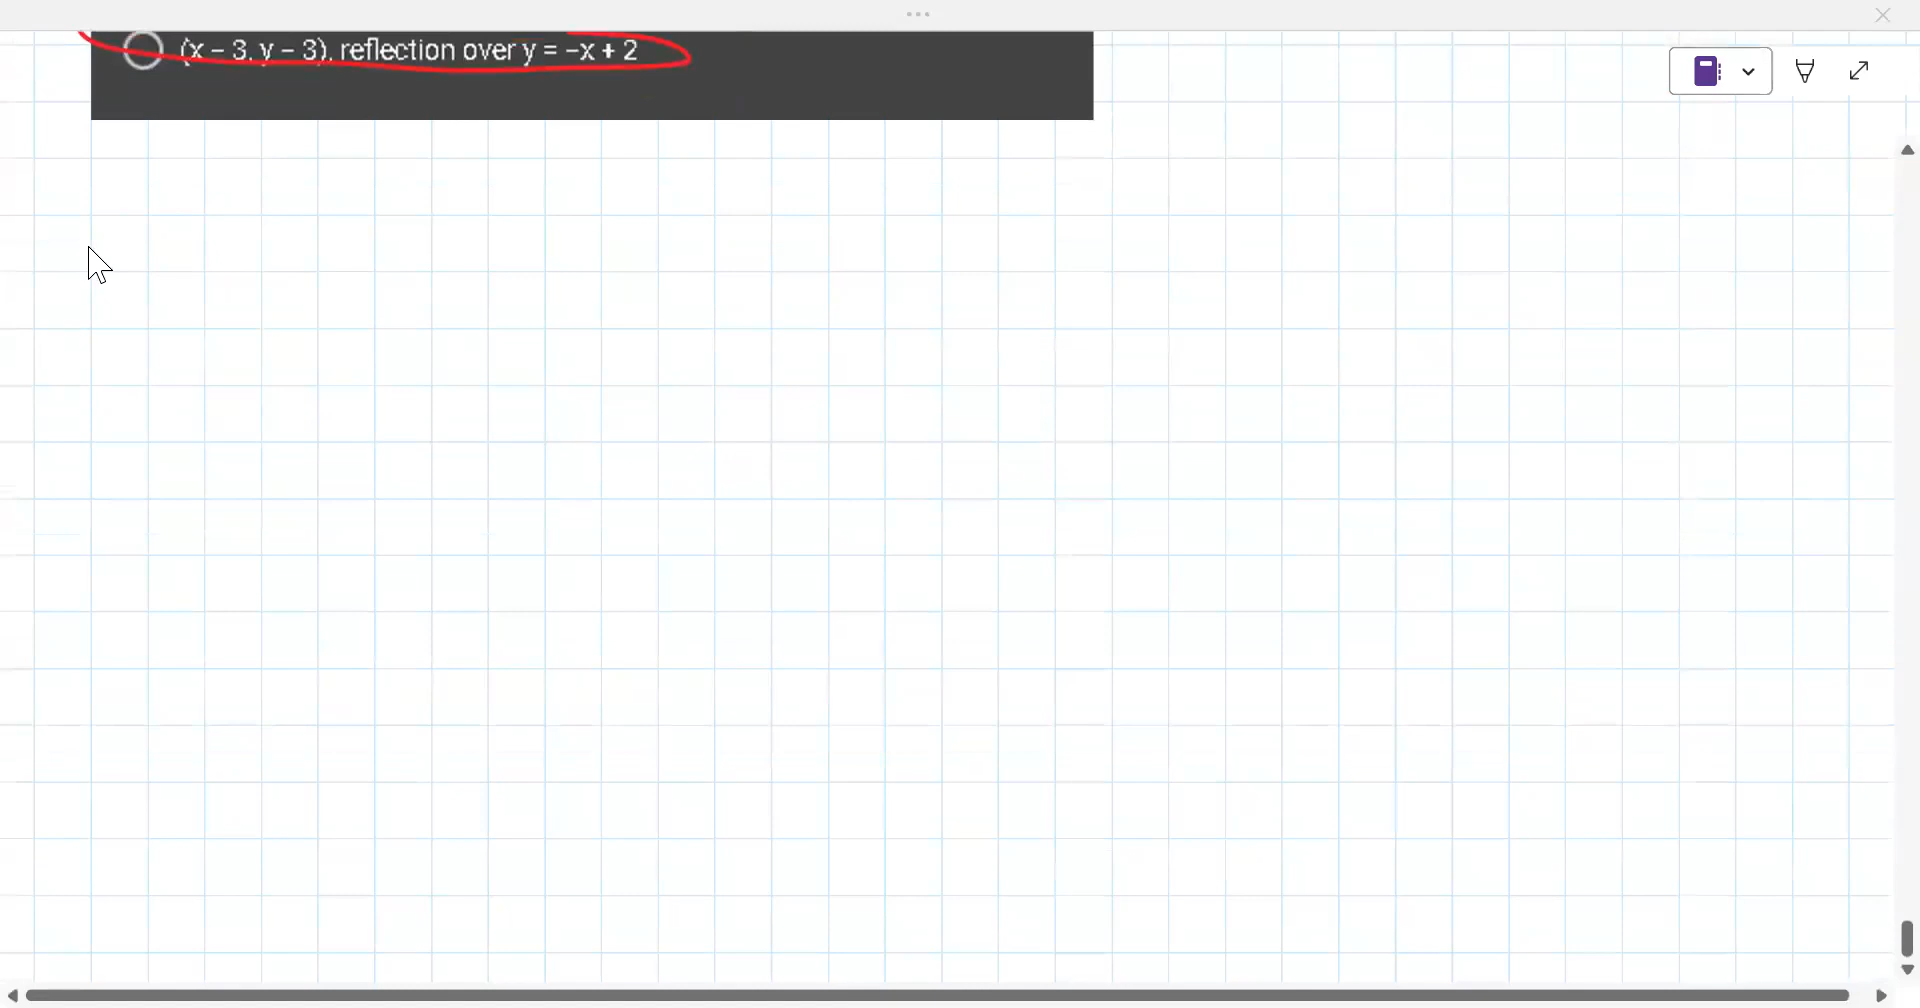 (x – 3, y – 3), reflection over y = –x + 2